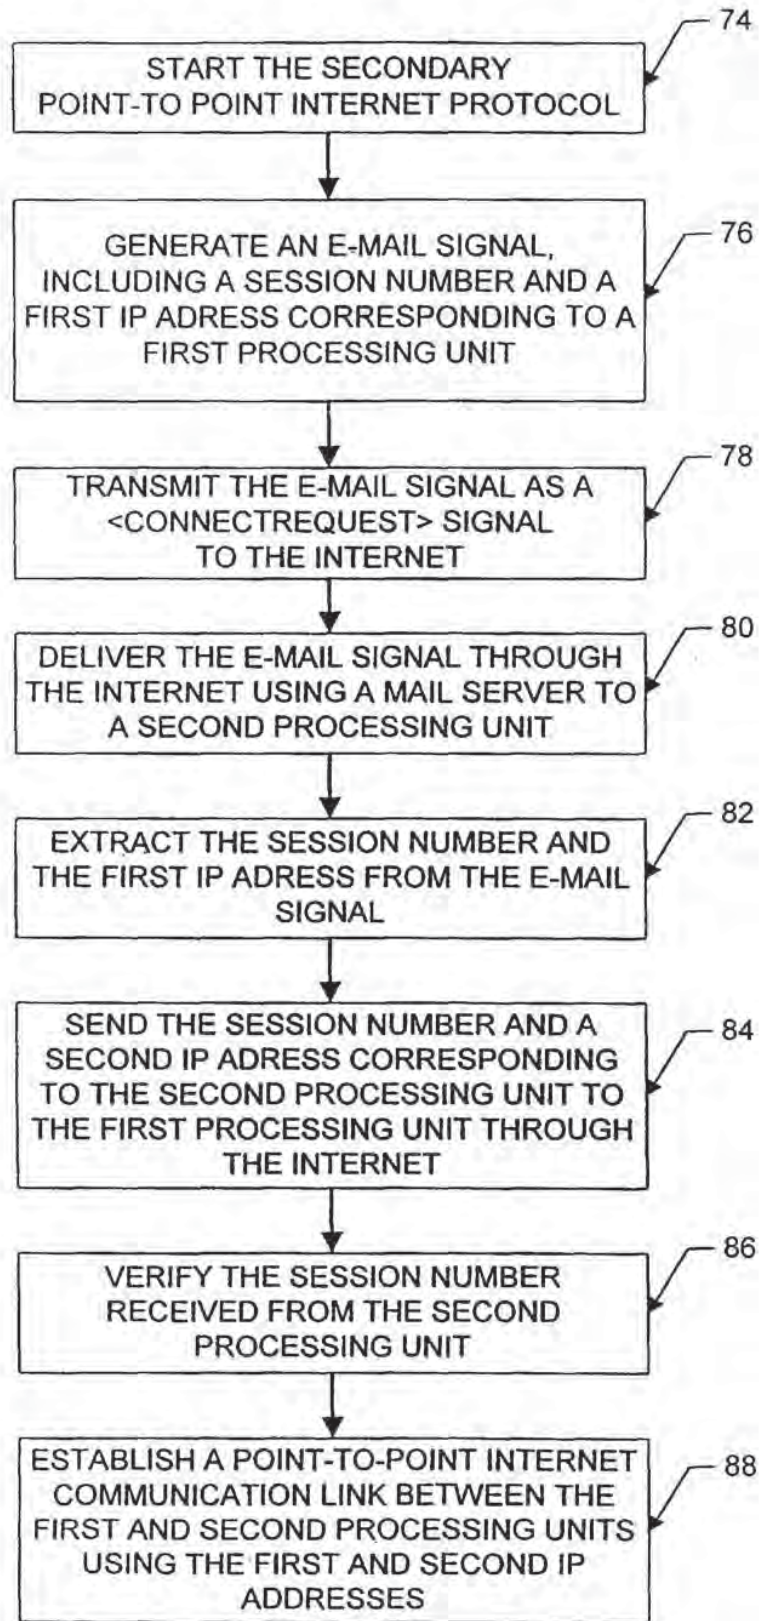 74
START THE SECONDARY
POINT-TO POINT INTERNET PROTOCOL
76
GENERATE AN E-MAIL SIGNAL,
INCLUDING A SESSION NUMBER AND A
FIRST IP ADRESS CORRESPONDING TO A
FIRST PROCESSING UNIT
78
TRANSMIT THE E-MAIL SIGNAL AS A
<CONNECTREQUEST> SIGNAL
TO THE INTERNET
80
DELIVER THE E-MAIL SIGNAL THROUGH
THE INTERNET USING A MAIL SERVER TO
A SECOND PROCESSING UNIT
82
EXTRACT THE SESSION NUMBER AND
THE FIRST IP ADRESS FROM THE E-MAIL
SIGNAL
84
SEND THE SESSION NUMBER AND A
SECOND IP ADRESS CORRESPONDING
TO THE SECOND PROCESSING UNIT TO
THE FIRST PROCESSING UNIT THROUGH
THE INTERNET
86
VERIFY THE SESSION NUMBER
RECEIVED FROM THE SECOND
PROCESSING UNIT
88
ESTABLISH A POINT-TO-POINT INTERNET
COMMUNICATION LINK BETWEEN THE
FIRST AND SECOND PROCESSING UNITS
USING THE FIRST AND SECOND IP
ADDRESSES